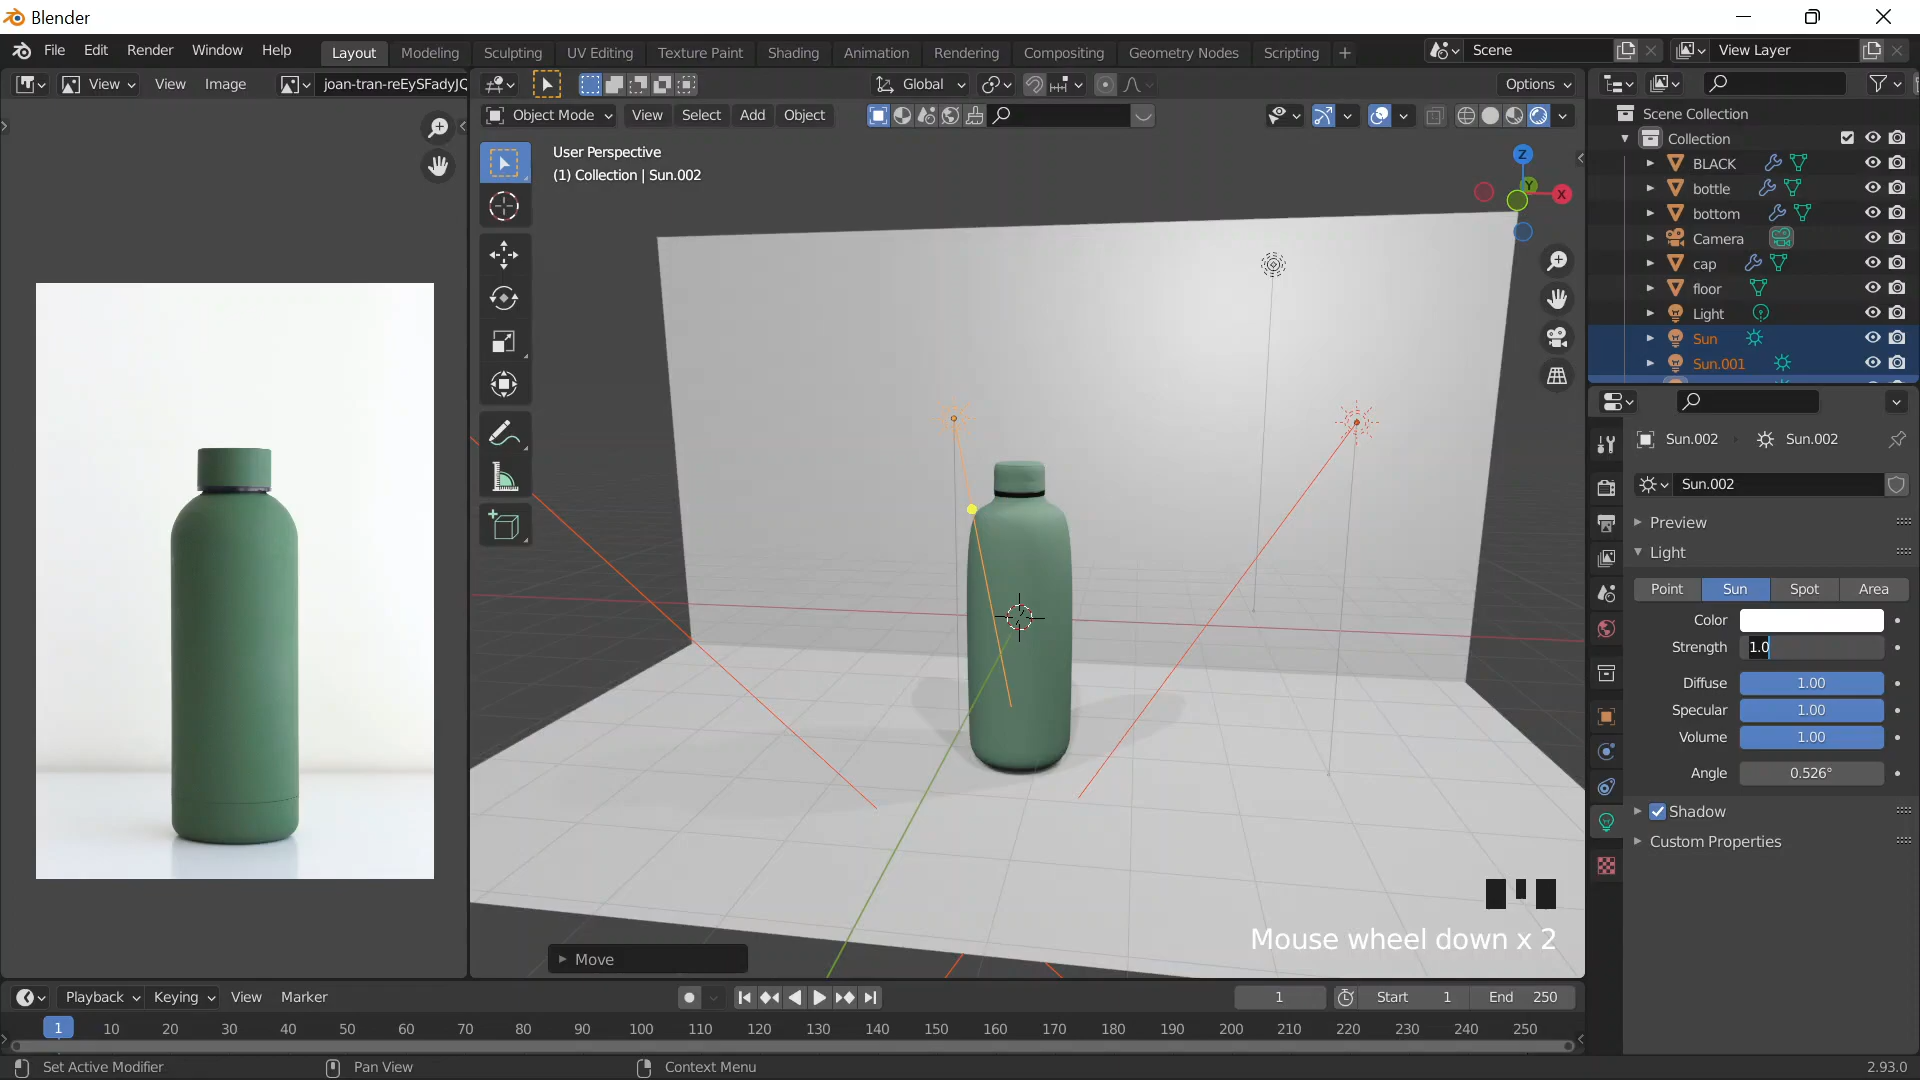 Blender
File Edit Render Window Help
Layout Modeling Sculpting UV Editing Texture Paint Shading Animation Rendering Compositing Geometry Nodes Scripting +
Scene
View Layer
View View Image joan-tran-reEySFadyJQ
Global
Options
Object Mode View Select Add Object
User Perspective
(1) Collection | Sun.002
Z
Y
X
Move
Mouse wheel down x 2
Scene Collection
Collection
BLACK
bottle
bottom
Camera
cap
floor
Light
Sun
Sun.001
Sun.002 Sun.002
Sun.002
Preview
Light
Point Sun Spot Area
Color
Strength 1.0
Diffuse 1.00
Specular 1.00
Volume 1.00
Angle 0.526°
Shadow
Custom Properties
Playback Keying View Marker
1 Start 1 End 250
1 10 20 30 40 50 60 70 80 90 100 110 120 130 140 150 160 170 180 190 200 210 220 230 240 250
Set Active Modifier Pan View Context Menu 2.93.0